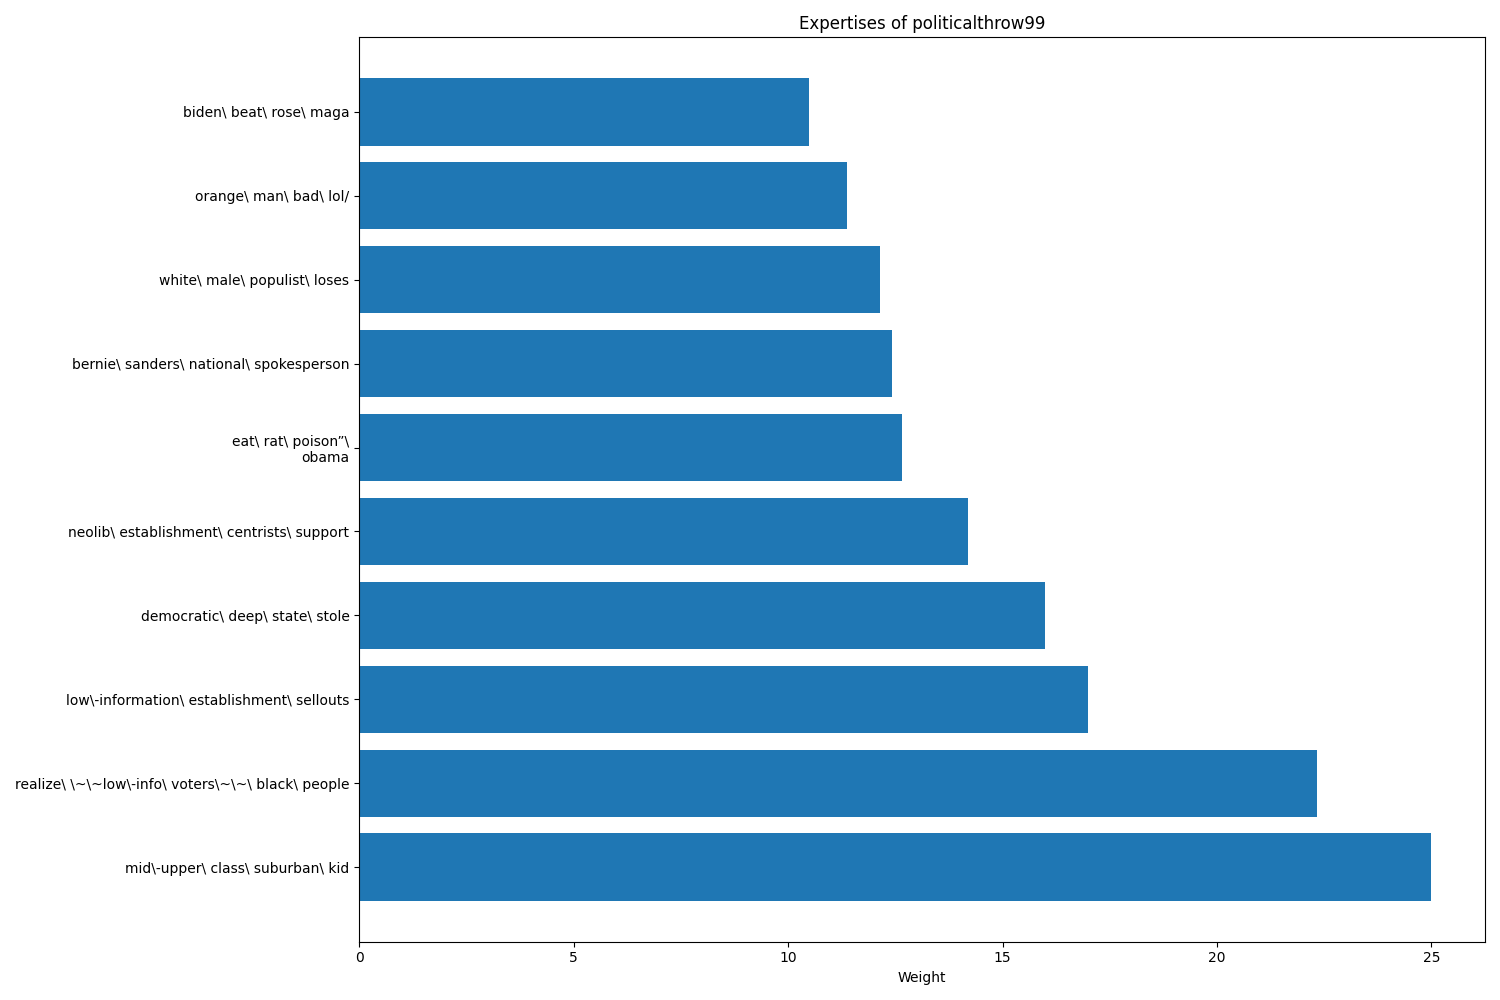 Expertises of politicalthrow99
biden\ beat\ rose\ maga
orange\ man\ bad\ lol/
white\ male\ populist\ loses
bernie\ sanders\ national\ spokesperson
eat\ rat\ poison”\
obama
neolib\ establishment\ centrists\ support
democratic\ deep\ state\ stole
low\-information\ establishment\ sellouts
realize\ \~\~low\-info\ voters\~\~\ black\ people
mid\-upper\ class\ suburban\ kid
0 5 10 15 20 25
Weight